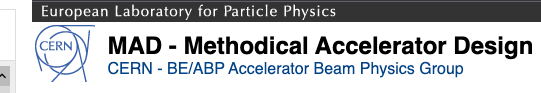 European Laboratory for Particle Physics
CERN
MAD - Methodical Accelerator Design
CERN - BE/ABP Accelerator Beam Physics Group